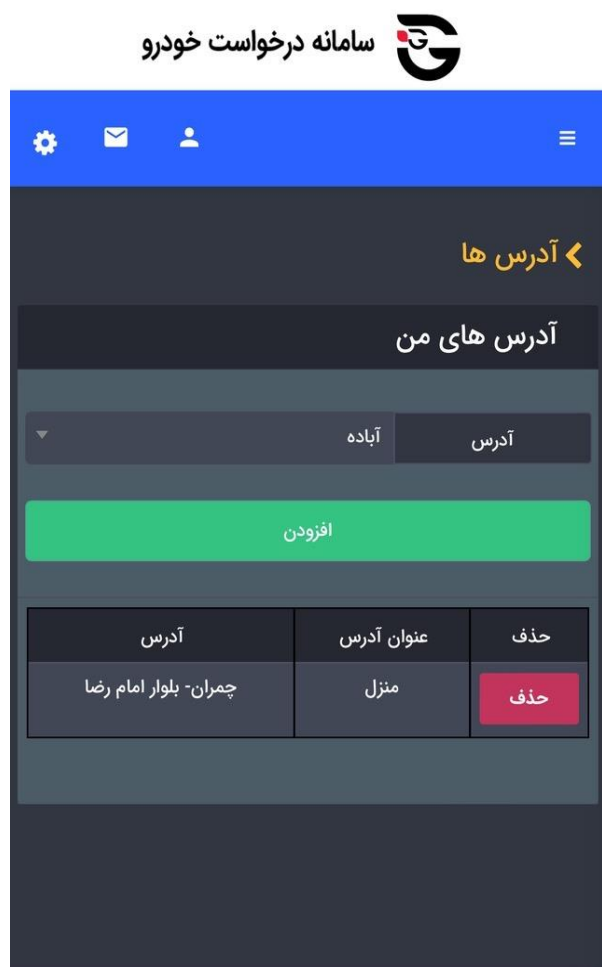 سامانه درخواست خودرو
آدرس ها
آدرس های من
آدرس آباده
افزودن
حذف عنوان آدرس آدرس
حذف منزل چمران- بلوار امام رضا